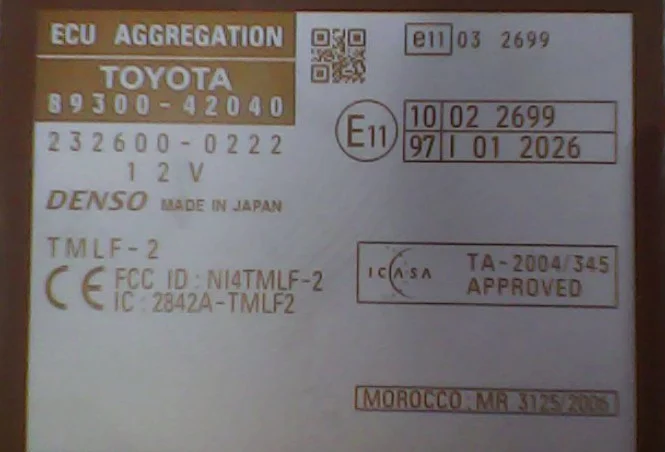 ECU AGGREGATION
TOYOTA
89300-42040
232600-0222
12V
DENSO MADE IN JAPAN
TMLF-2
CE FCC ID : NI4TMLF-2
IC : 2842A-TMLF2
e11 03 2699
E11
10 02 2699
97 I 01 2026
ICASA TA-2004/345
APPROVED
MOROCCO : MR 3125/2006